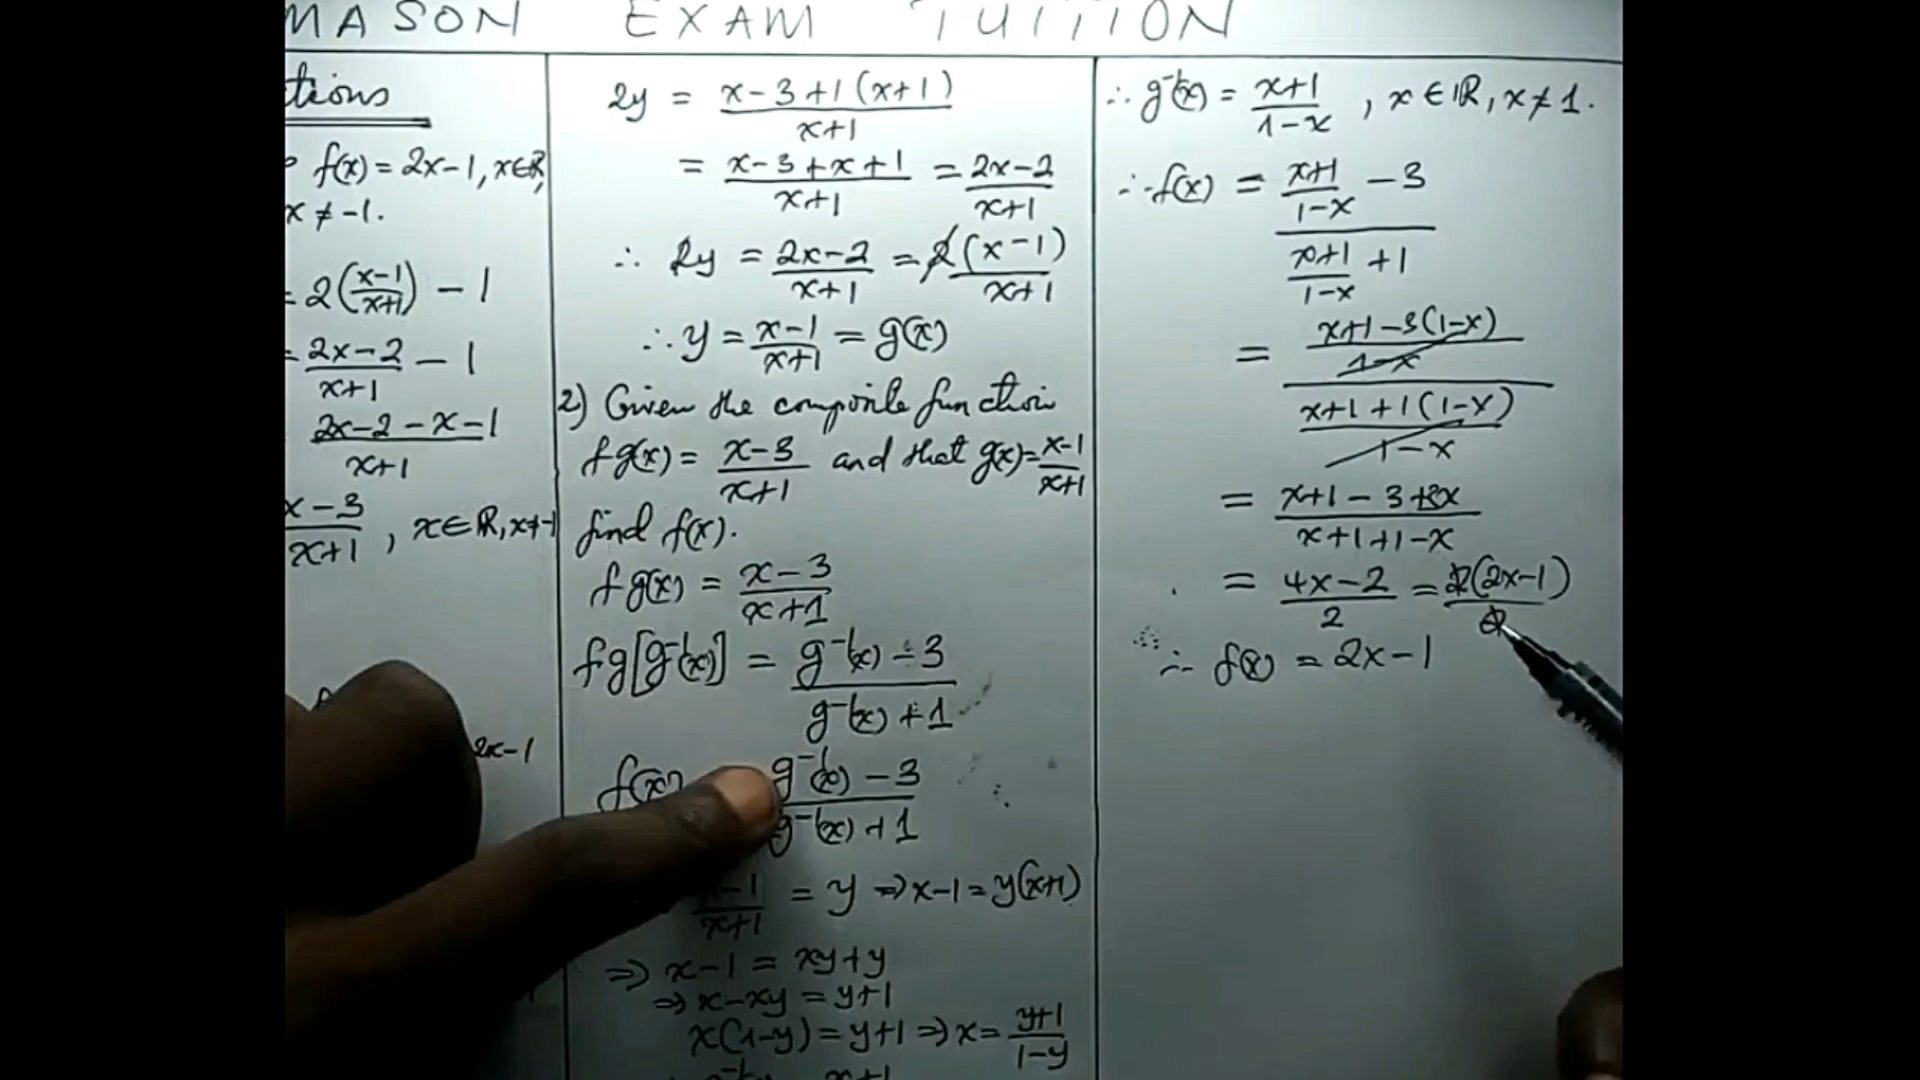 MASON EXAM TUITION
tions
f(x) = 2x-1, x∈ℝ,
x ≠ -1.
= 2(x-1/x+1) - 1
= 2x-2/x+1 - 1
2x-2-x-1/x+1
x-3/x+1 , x∈ℝ, x≠-1
2x-1
2y = x-3+1(x+1)/x+1
= x-3+x+1/x+1 = 2x-2/x+1
∴ 2y = 2x-2/x+1 = 2(x-1)/x+1
∴ y = x-1/x+1 = g(x)
2) Given the composite function
fg(x) = x-3/x+1 and that g(x)=x-1/x+1
find f(x).
fg(x) = x-3/x+1
fg[g⁻¹(x)] = g⁻¹(x)-3/g⁻¹(x)+1
f(x) g⁻¹(x)-3/g⁻¹(x)+1
x-1/x+1 = y ⇒ x-1 = y(x+1)
⇒ x-1 = xy+y
⇒ x-xy = y+1
x(1-y) = y+1 ⇒ x = y+1/1-y
∴ g⁻¹(x) = x+1/1-x , x∈ℝ, x≠1.
∴ f(x) = x+1/1-x - 3 / x+1/1-x + 1
= x+1-3(1-x)/1-x / x+1+1(1-x)/1-x
= x+1-3+3x/x+1+1-x
= 4x-2/2 = 2(2x-1)/2
∴ f(x) = 2x-1